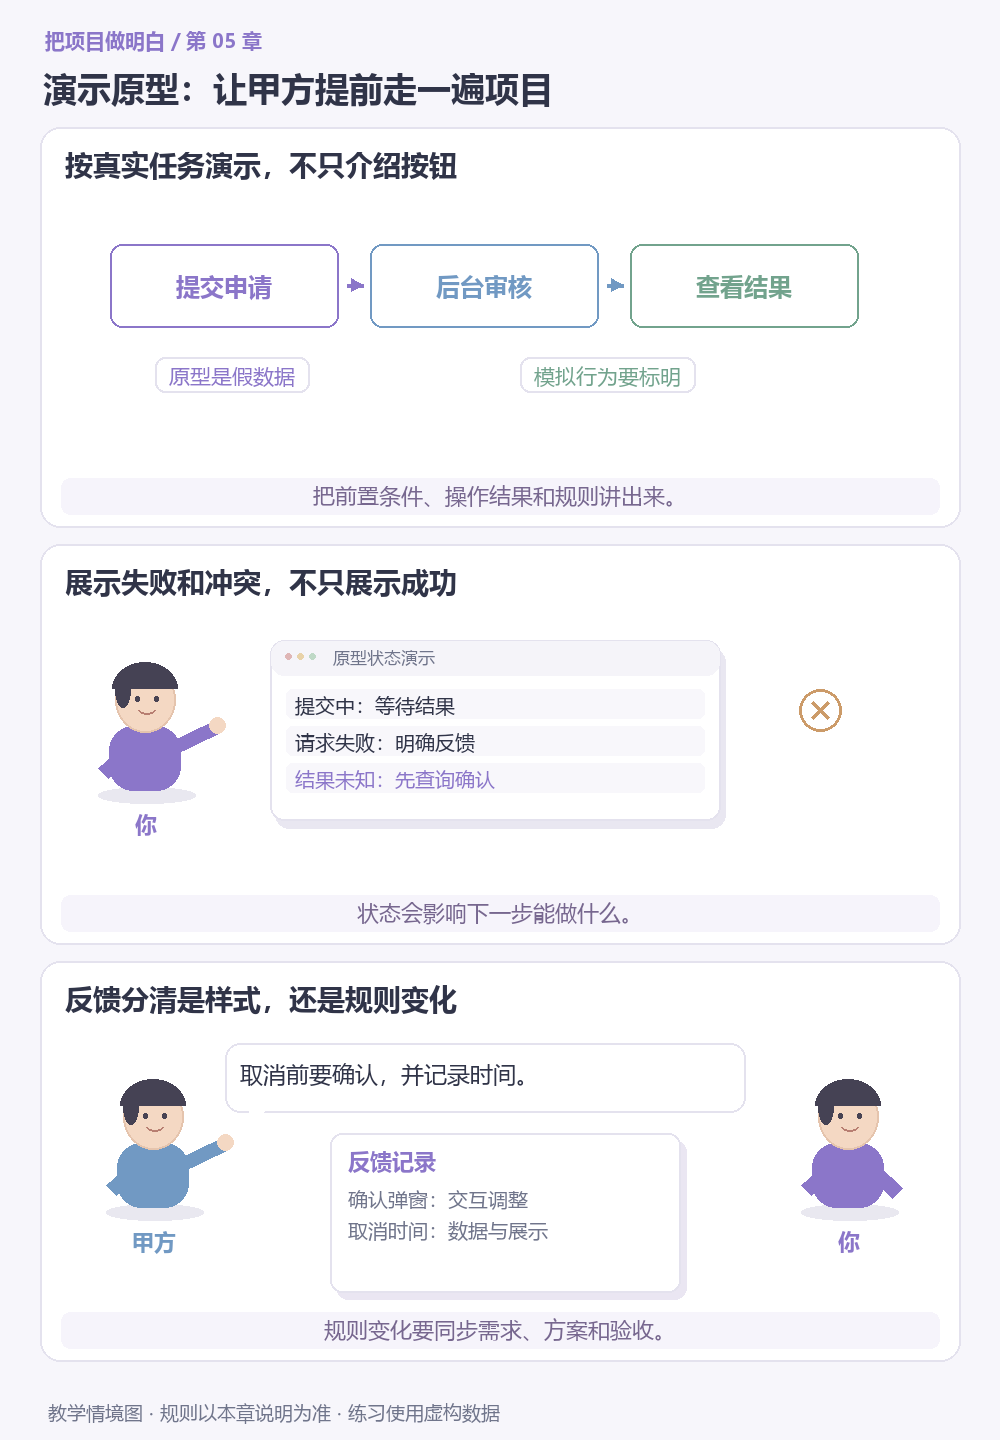 把项目做明白 / 第 05 章
演示原型：让甲方提前走一遍项目
按真实任务演示，不只介绍按钮
提交申请
后台审核
查看结果
原型是假数据
模拟行为要标明
把前置条件、操作结果和规则讲出来。
展示失败和冲突，不只展示成功
原型状态演示
提交中：等待结果
请求失败：明确反馈
结果未知：先查询确认
你
状态会影响下一步能做什么。
反馈分清是样式，还是规则变化
取消前要确认，并记录时间。
反馈记录
确认弹窗：交互调整
取消时间：数据与展示
甲方
你
规则变化要同步需求、方案和验收。
教学情境图 · 规则以本章说明为准 · 练习使用虚构数据